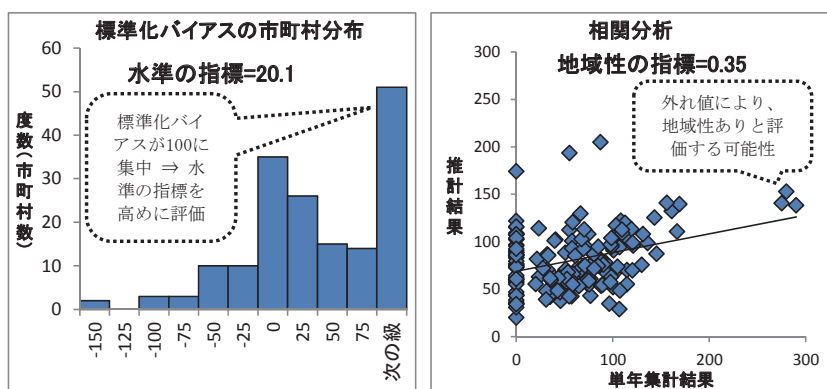 標準化バイアスの市町村分布
水準の指標=20.1
度数(市町村数)
60
50
40
30
20
10
0
標準化バイ
アスが100に
集中 ⇒ 水
準の指標を
高めに評価
-150
-125
-100
-75
-50
-25
0
25
50
75
次の級
相関分析
地域性の指標=0.35
推計結果
300
250
200
150
100
50
0
外れ値により、
地域性ありと評
価する可能性
0
100
200
300
単年集計結果